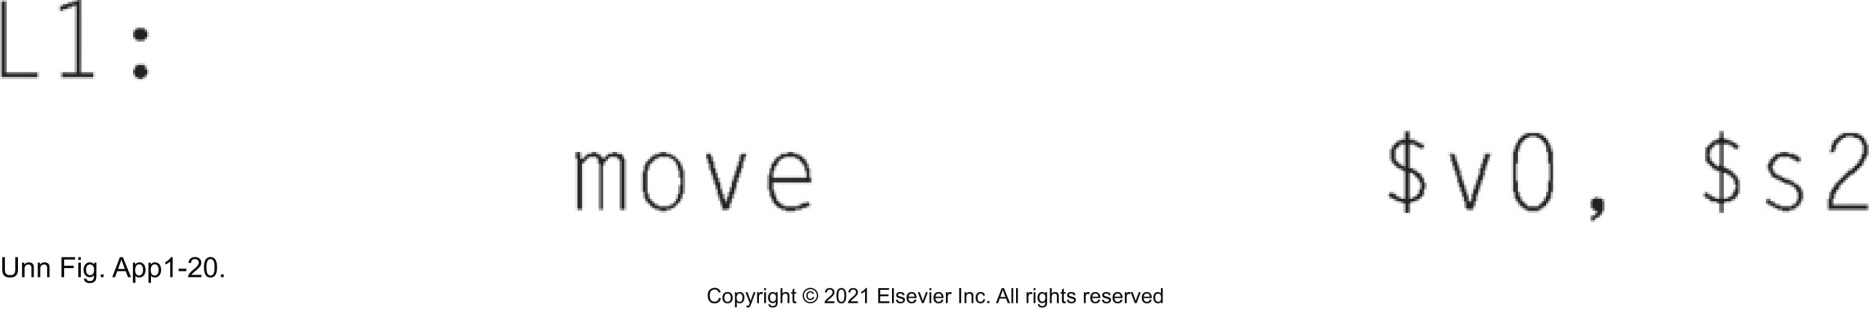 L1:
move $v0, $s2
Unn Fig. App1-20.
Copyright © 2021 Elsevier Inc. All rights reserved